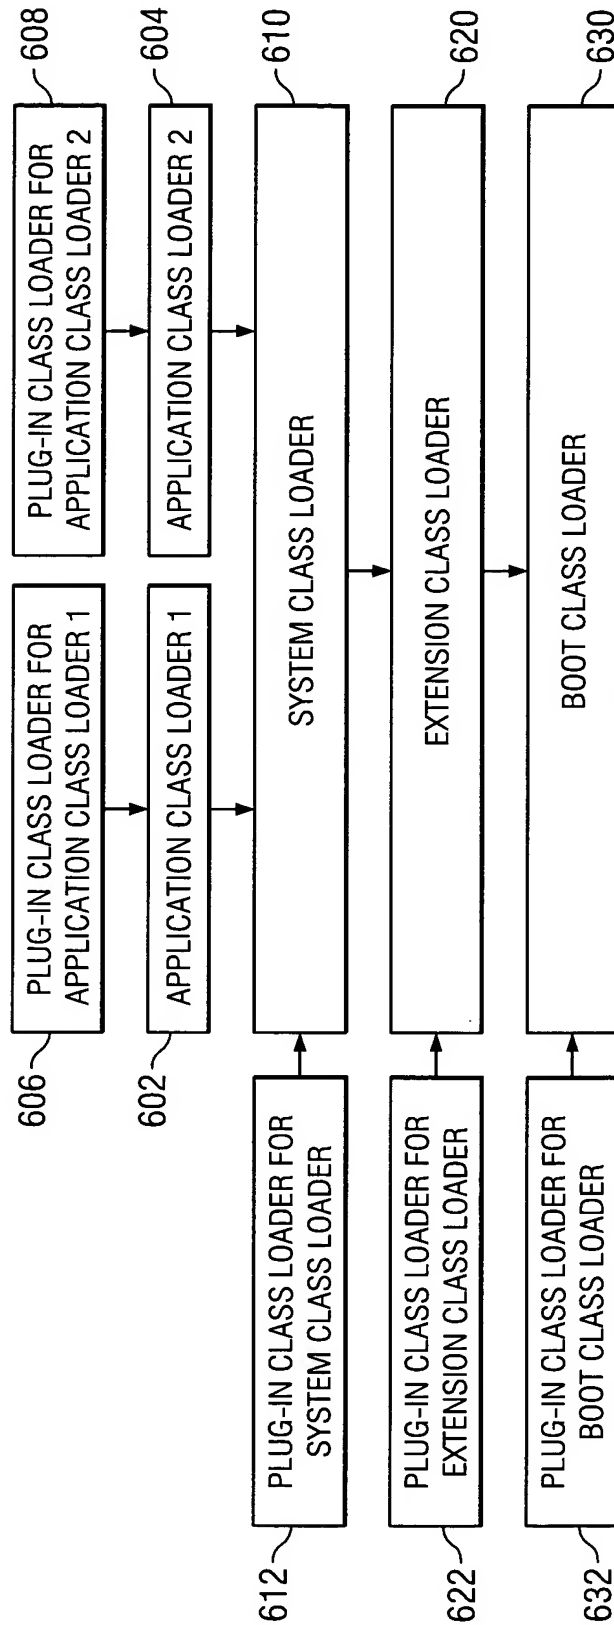 606
PLUG-IN CLASS LOADER FOR
APPLICATION CLASS LOADER 1
PLUG-IN CLASS LOADER FOR
APPLICATION CLASS LOADER 2
608
602
APPLICATION CLASS LOADER 1
APPLICATION CLASS LOADER 2
604
612
PLUG-IN CLASS LOADER FOR
SYSTEM CLASS LOADER
SYSTEM CLASS LOADER
610
622
PLUG-IN CLASS LOADER FOR
EXTENSION CLASS LOADER
EXTENSION CLASS LOADER
620
632
PLUG-IN CLASS LOADER FOR
BOOT CLASS LOADER
BOOT CLASS LOADER
630